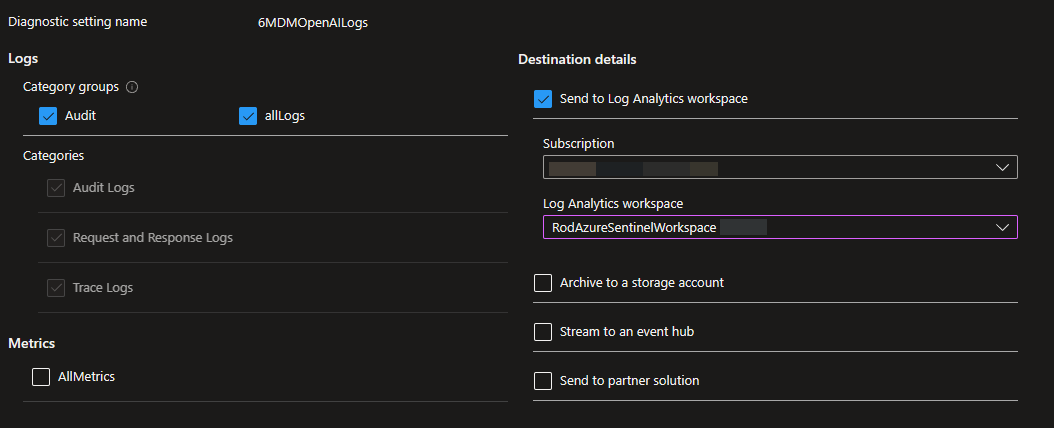 Diagnostic setting name
6MDMOpenAILogs
Logs
Category groups
Audit
allLogs
Categories
Audit Logs
Request and Response Logs
Trace Logs
Metrics
AllMetrics
Destination details
Send to Log Analytics workspace
Subscription
Log Analytics workspace
RodAzureSentinelWorkspace
Archive to a storage account
Stream to an event hub
Send to partner solution